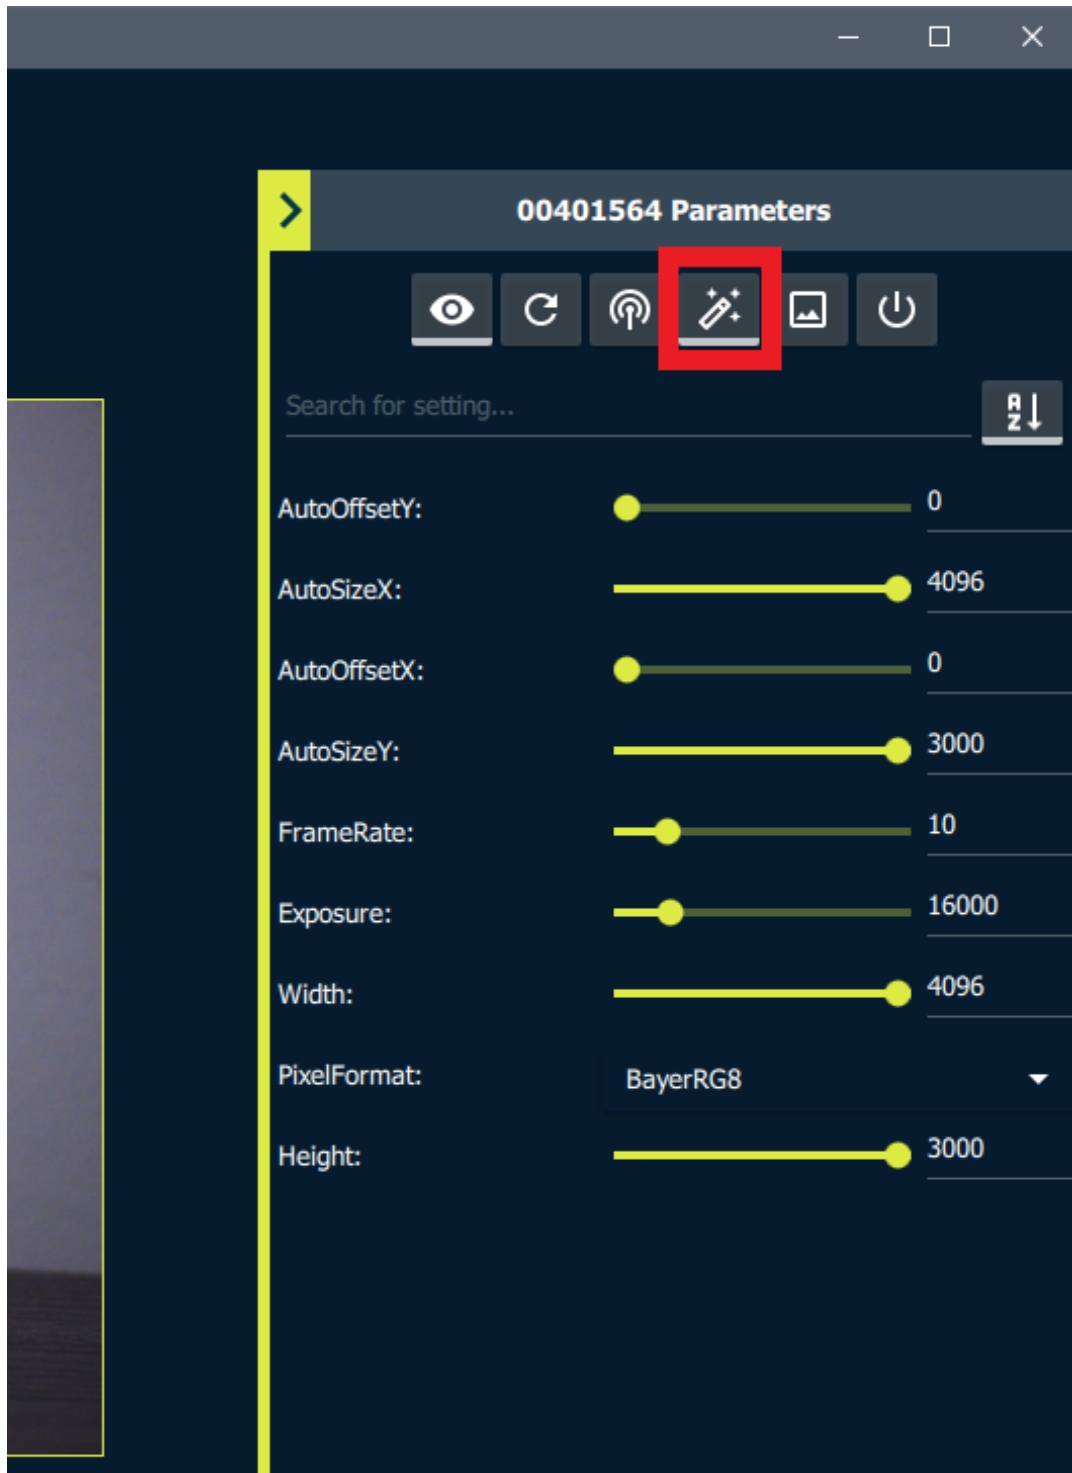 00401564 Parameters
Search for setting...
A
Z
AutoOffsetY: 0
AutoSizeX: 4096
AutoOffsetX: 0
AutoSizeY: 3000
FrameRate: 10
Exposure: 16000
Width: 4096
PixelFormat: BayerRG8
Height: 3000